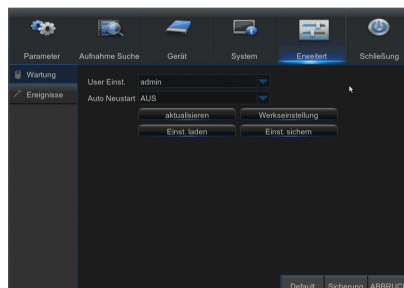 Parameter Aufnahme Suche Gerät System Erweitert Schließung
Wartung
Ereignisse
User Einst. admin
Auto Neustart AUS
aktualisieren Werkseinstellung
Einst. laden Einst. sichern
Default Sicherung ABBRUCH